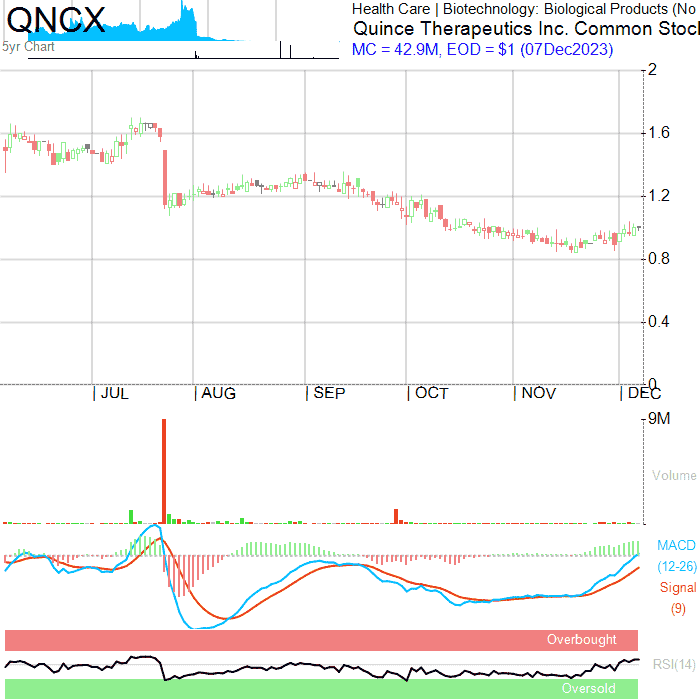 QNCX
Health Care | Biotechnology: Biological Products (No
Quince Therapeutics Inc. Common Stoc
MC = 42.9M, EOD = $1 (07Dec2023)
5yr Chart
2
1.6
1.2
0.8
0.4
0
| JUL | AUG | SEP | OCT | NOV | DEC
9M
Volume
MACD
(12-26)
Signal
(9)
Overbought
RSI(14)
Oversold